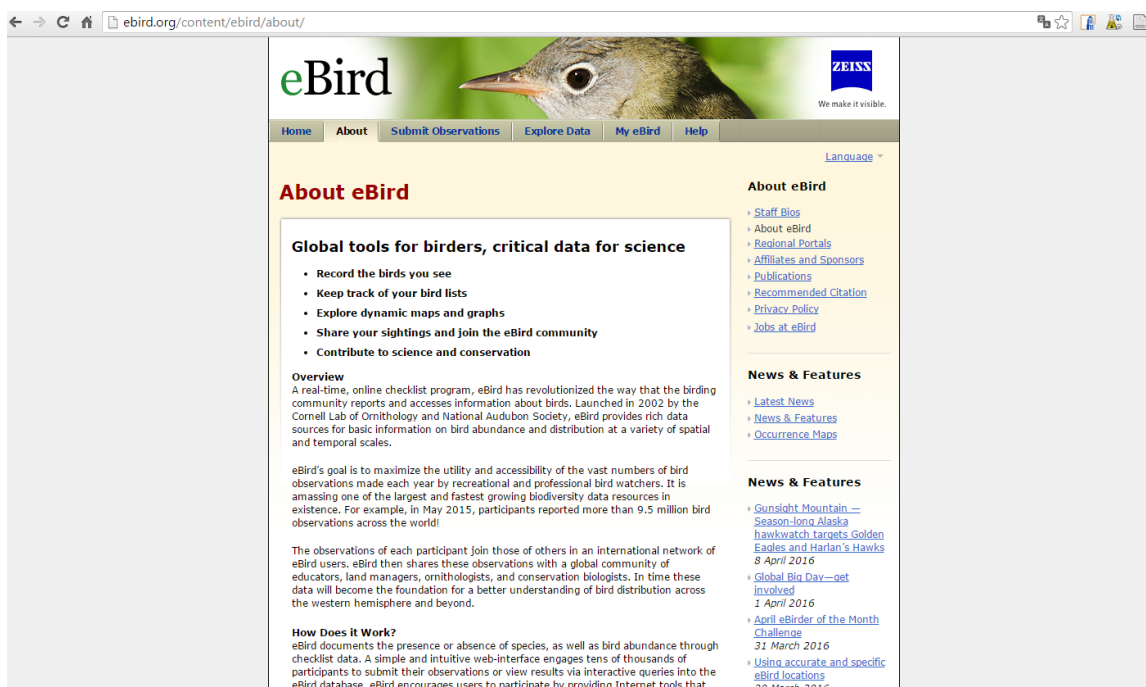 ebird.org/content/ebird/about/
eBird
ZEISS
We make it visible.
Home
About
Submit Observations
Explore Data
My eBird
Help
Language
About eBird
Global tools for birders, critical data for science
• Record the birds you see
• Keep track of your bird lists
• Explore dynamic maps and graphs
• Share your sightings and join the eBird community
• Contribute to science and conservation
Overview
A real-time, online checklist program, eBird has revolutionized the way that the birding
community reports and accesses information about birds. Launched in 2002 by the
Cornell Lab of Ornithology and National Audubon Society, eBird provides rich data
sources for basic information on bird abundance and distribution at a variety of spatial
and temporal scales.
eBird's goal is to maximize the utility and accessibility of the vast numbers of bird
observations made each year by recreational and professional bird watchers. It is
amassing one of the largest and fastest growing biodiversity data resources in
existence. For example, in May 2015, participants reported more than 9.5 million bird
observations across the world!
The observations of each participant join those of others in an international network of
eBird users. eBird then shares these observations with a global community of
educators, land managers, ornithologists, and conservation biologists. In time these
data will become the foundation for a better understanding of bird distribution across
the western hemisphere and beyond.
How Does it Work?
eBird documents the presence or absence of species, as well as bird abundance through
checklist data. A simple and intuitive web-interface engages tens of thousands of
participants to submit their observations or view results via interactive queries into the
eBird database. eBird encourages users to participate by providing Internet tools that
About eBird
Staff Bios
About eBird
Regional Portals
Affiliates and Sponsors
Publications
Recommended Citation
Privacy Policy
Jobs at eBird
News & Features
Latest News
News & Features
Occurrence Maps
News & Features
Gunsight Mountain —
Season-long Alaska
hawkwatch targets Golden
Eagles and Harlan's Hawks
8 April 2016
Global Big Day—get
involved
1 April 2016
April eBirder of the Month
Challenge
31 March 2016
Using accurate and specific
eBird locations
March 2016